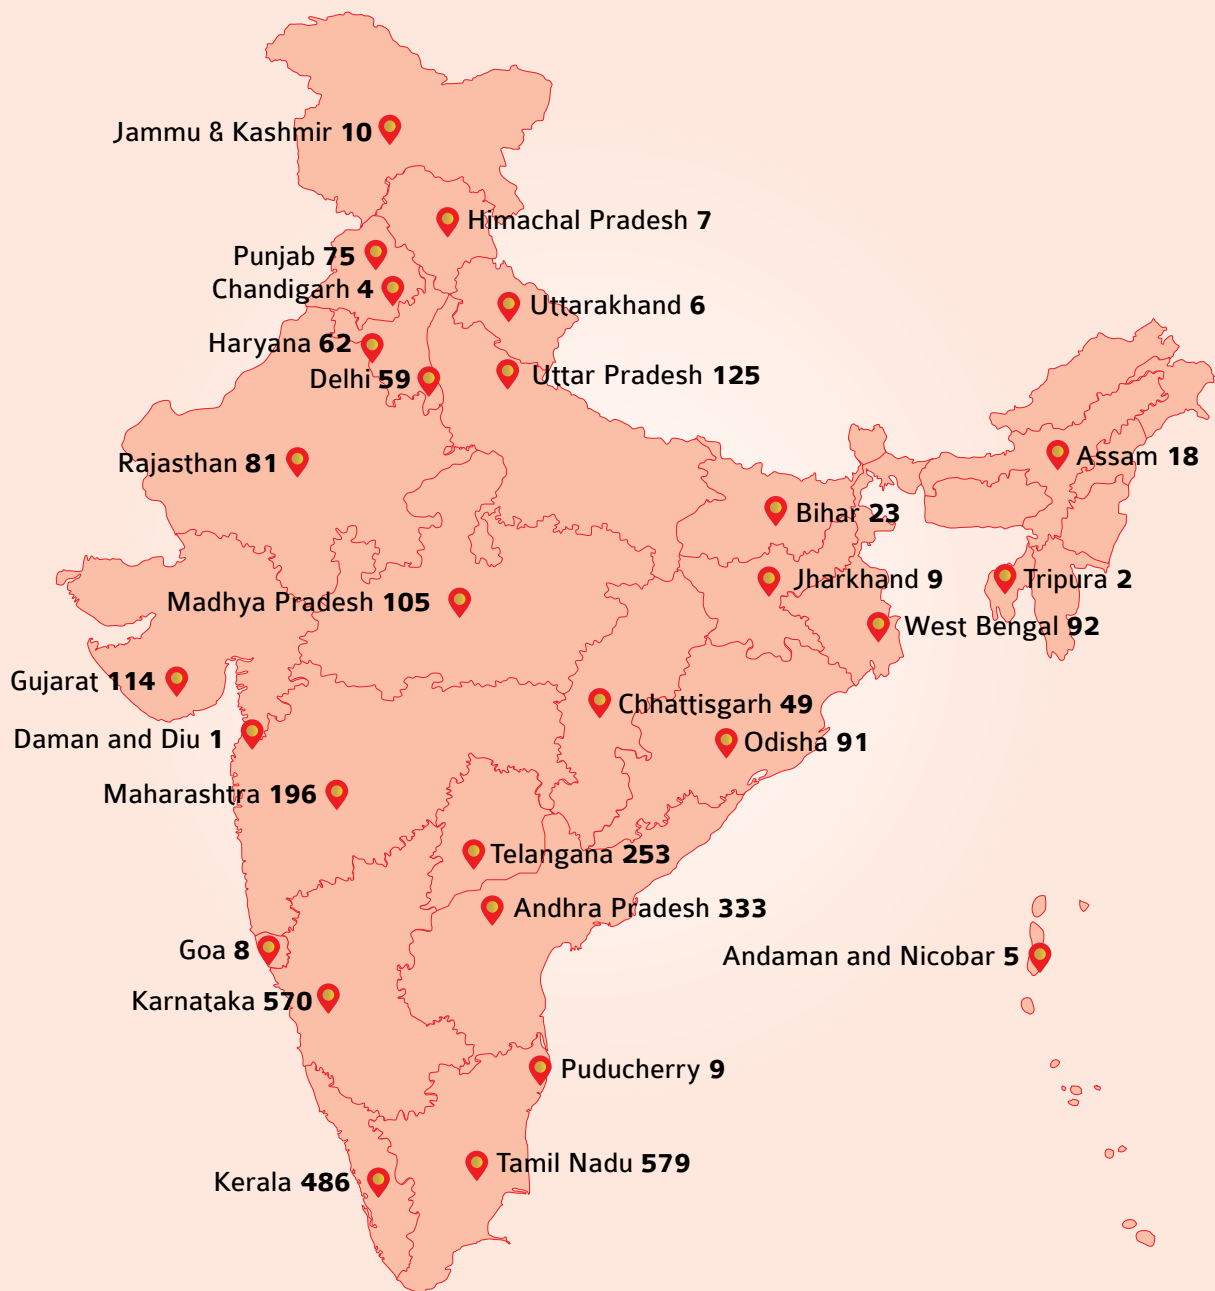 Jammu & Kashmir 10
Himachal Pradesh 7
Punjab 75
Chandigarh 4
Uttarakhand 6
Haryana 62
Delhi 59
Uttar Pradesh 125
Rajasthan 81
Assam 18
Bihar 23
Jharkhand 9
Tripura 2
Madhya Pradesh 105
West Bengal 92
Gujarat 114
Chhattisgarh 49
Daman and Diu 1
Odisha 91
Maharashtra 196
Telangana 253
Andhra Pradesh 333
Goa 8
Andaman and Nicobar 5
Karnataka 570
Puducherry 9
Tamil Nadu 579
Kerala 486